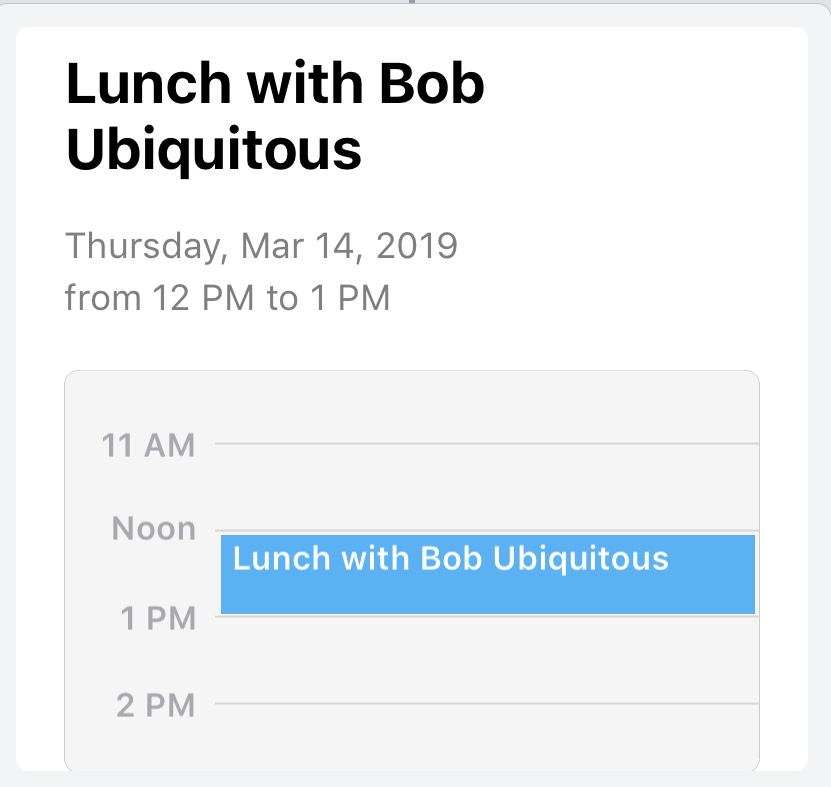 Lunch with Bob
Ubiquitous
Thursday, Mar 14, 2019
from 12 PM to 1 PM
11 AM
Noon
Lunch with Bob Ubiquitous
1 PM
2 PM